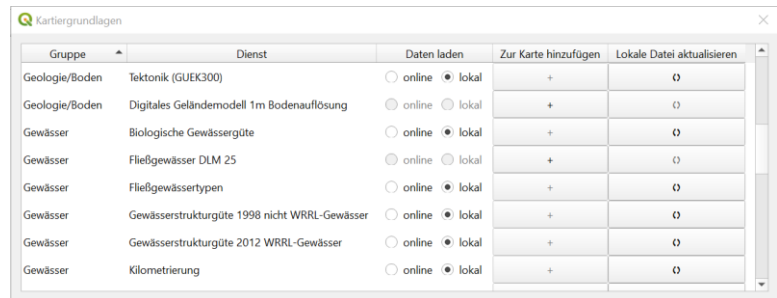 Kartiergrundlagen
Gruppe Dienst Daten laden Zur Karte hinzufügen Lokale Datei aktualisieren
Geologie/Boden Tektonik (GUEK300) online lokal +
Geologie/Boden Digitales Geländemodell 1m Bodenauflösung online lokal +
Gewässer Biologische Gewässergüte online lokal +
Gewässer Fließgewässer DLM 25 online lokal +
Gewässer Fließgewässertypen online lokal +
Gewässer Gewässerstrukturgüte 1998 nicht WRRL-Gewässer online lokal +
Gewässer Gewässerstrukturgüte 2012 WRRL-Gewässer online lokal +
Gewässer Kilometrierung online lokal +